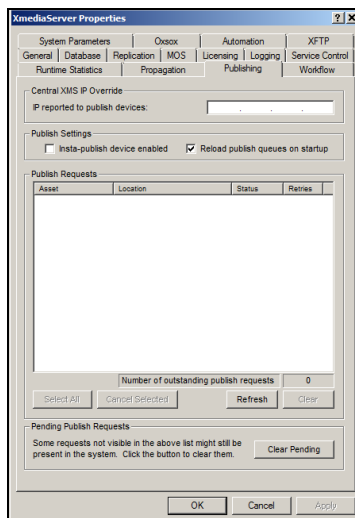 XmediaServer Properties
System Parameters Oxsox Automation XFTP
General Database Replication MOS Licensing Logging Service Control
Runtime Statistics Propagation Publishing Workflow
Central XMS IP Override
IP reported to publish devices: . . .
Publish Settings
Insta-publish device enabled Reload publish queues on startup
Publish Requests
Asset Location Status Retries
Number of outstanding publish requests 0
Select All Cancel Selected Refresh Clear
Pending Publish Requests
Some requests not visible in the above list might still be
present in the system. Click the button to clear them.
Clear Pending
OK Cancel Apply